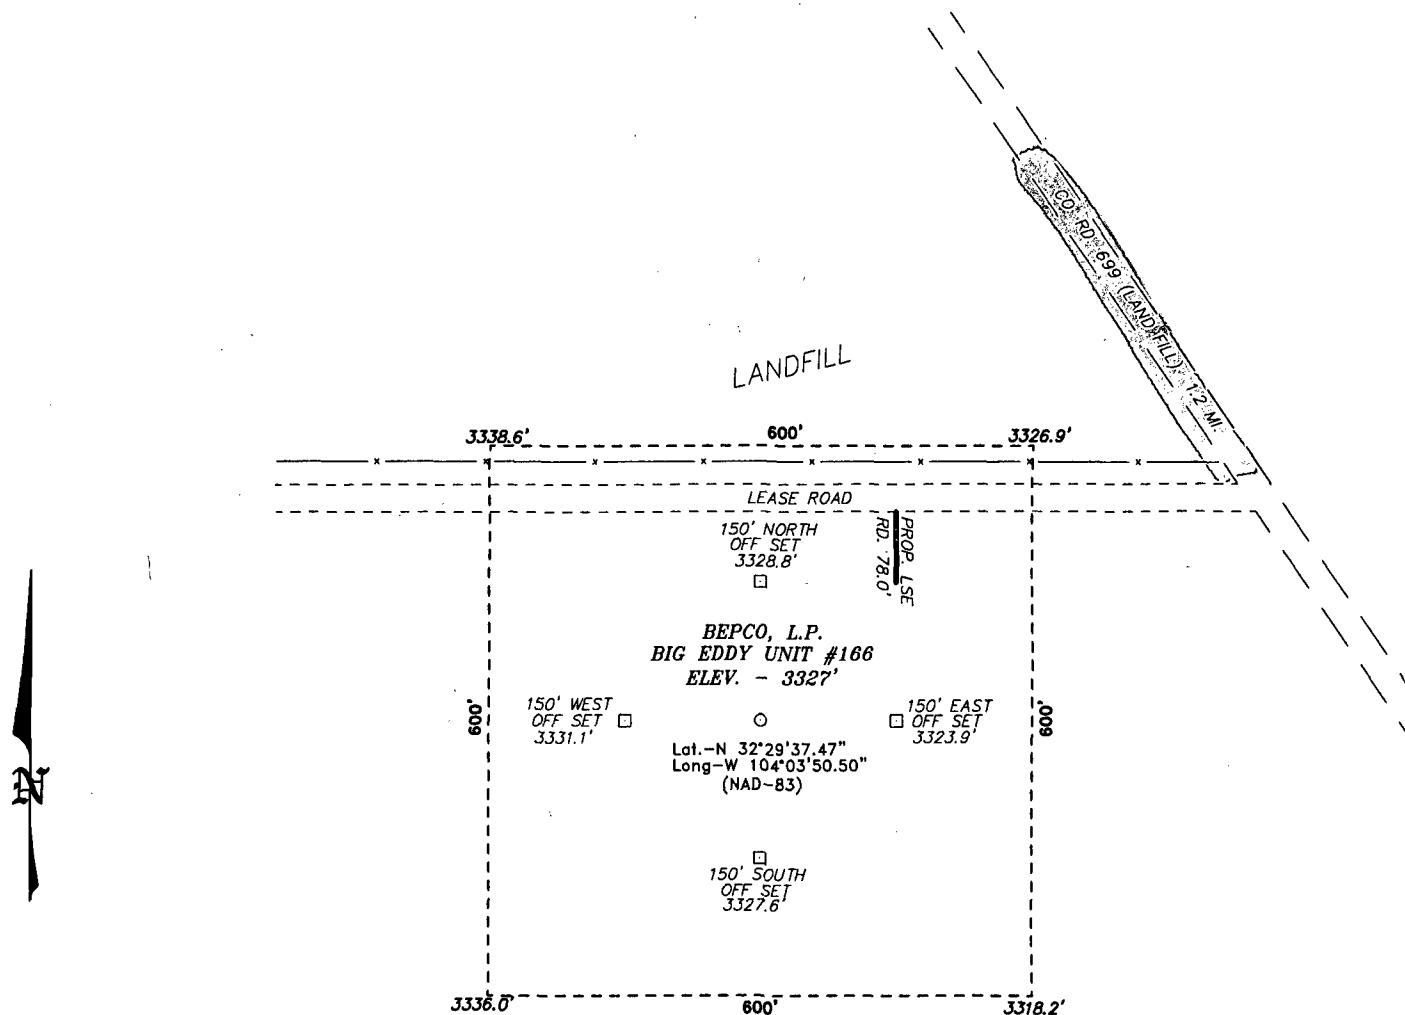 CO. RD. 699 (LANDFILL) 1.2 MI.
LANDFILL
3338.6'
600'
3326.9'
LEASE ROAD
150' NORTH
OFF SET
3328.8'
PROP. LSE
RD. 78.0'
BEPCO, L.P.
BIG EDDY UNIT #166
ELEV. - 3327'
600'
150' WEST
OFF SET
3331.1'
150' EAST
OFF SET
3323.9'
600'
Lat.-N 32°29'37.47"
Long-W 104°03'50.50"
(NAD-83)
N
150' SOUTH
OFF SET
3327.6'
3336.0'
600'
3318.2'